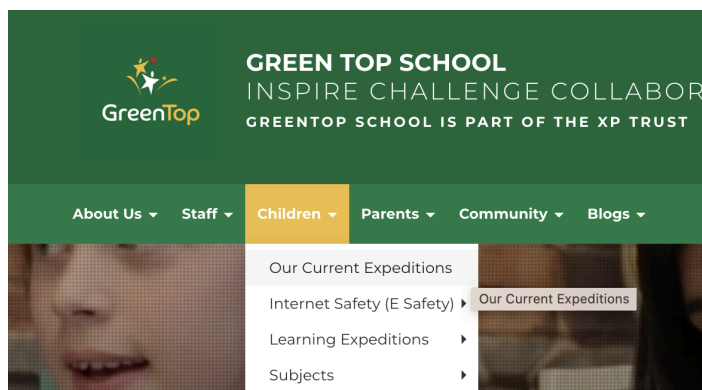 GreenTop
GREEN TOP SCHOOL
INSPIRE CHALLENGE COLLABOR
GREENTOP SCHOOL IS PART OF THE XP TRUST
About Us Staff Children Parents Community Blogs
Our Current Expeditions
Internet Safety (E Safety)
Our Current Expeditions
Learning Expeditions
Subjects